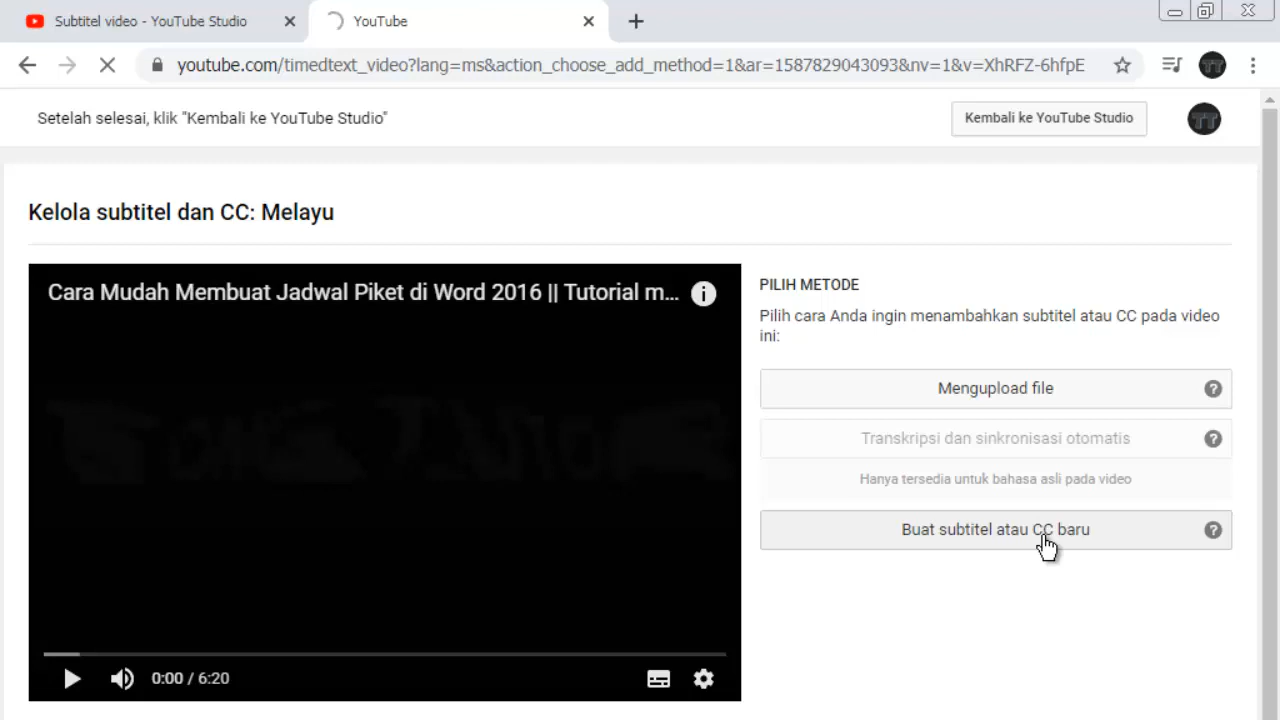 Subtitel video - YouTube Studio
YouTube
youtube.com/timedtext_video?lang=ms&action_choose_add_method=1&ar=1587829043093&nv=1&v=XhRFZ-6hfpE
Setelah selesai, klik "Kembali ke YouTube Studio"
Kembali ke YouTube Studio
Kelola subtitel dan CC: Melayu
Cara Mudah Membuat Jadwal Piket di Word 2016 || Tutorial m...
PILIH METODE
Pilih cara Anda ingin menambahkan subtitel atau CC pada video
ini:
Mengupload file
Transkripsi dan sinkronisasi otomatis
Hanya tersedia untuk bahasa asli pada video
Buat subtitel atau CC baru
0:00 / 6:20